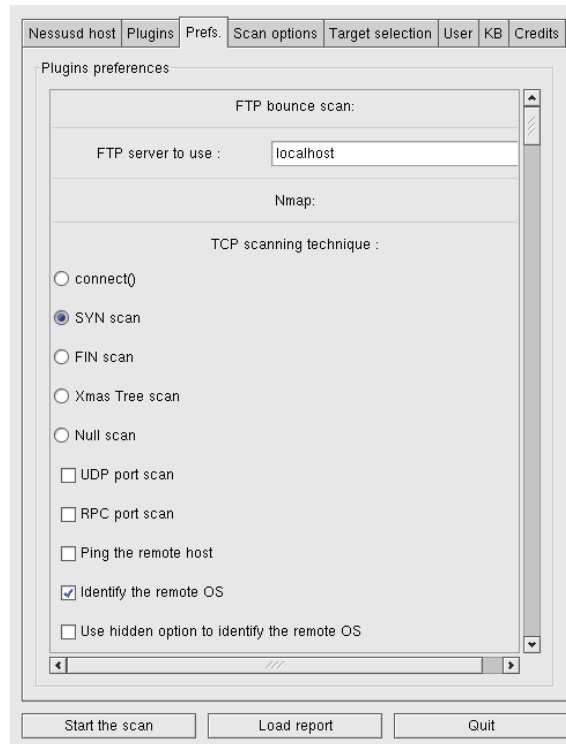 Nessusd host Plugins Prefs. Scan options Target selection User KB Credits
Plugins preferences
FTP bounce scan:
FTP server to use : localhost
Nmap:
TCP scanning technique :
connect()
SYN scan
FIN scan
Xmas Tree scan
Null scan
UDP port scan
RPC port scan
Ping the remote host
Identify the remote OS
Use hidden option to identify the remote OS
Start the scan Load report Quit